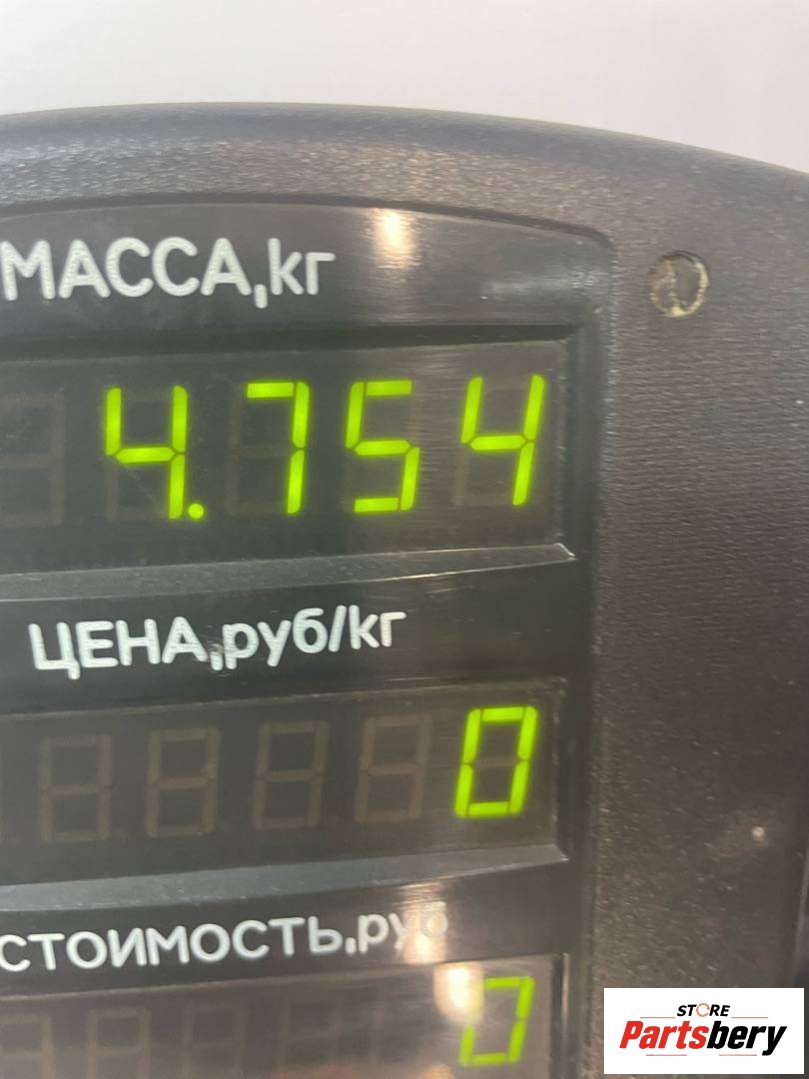 МАССА,кг
4.754
ЦЕНА,руб/кг
0
СТОИМОСТЬ,руб
0
STORE
Partsbery